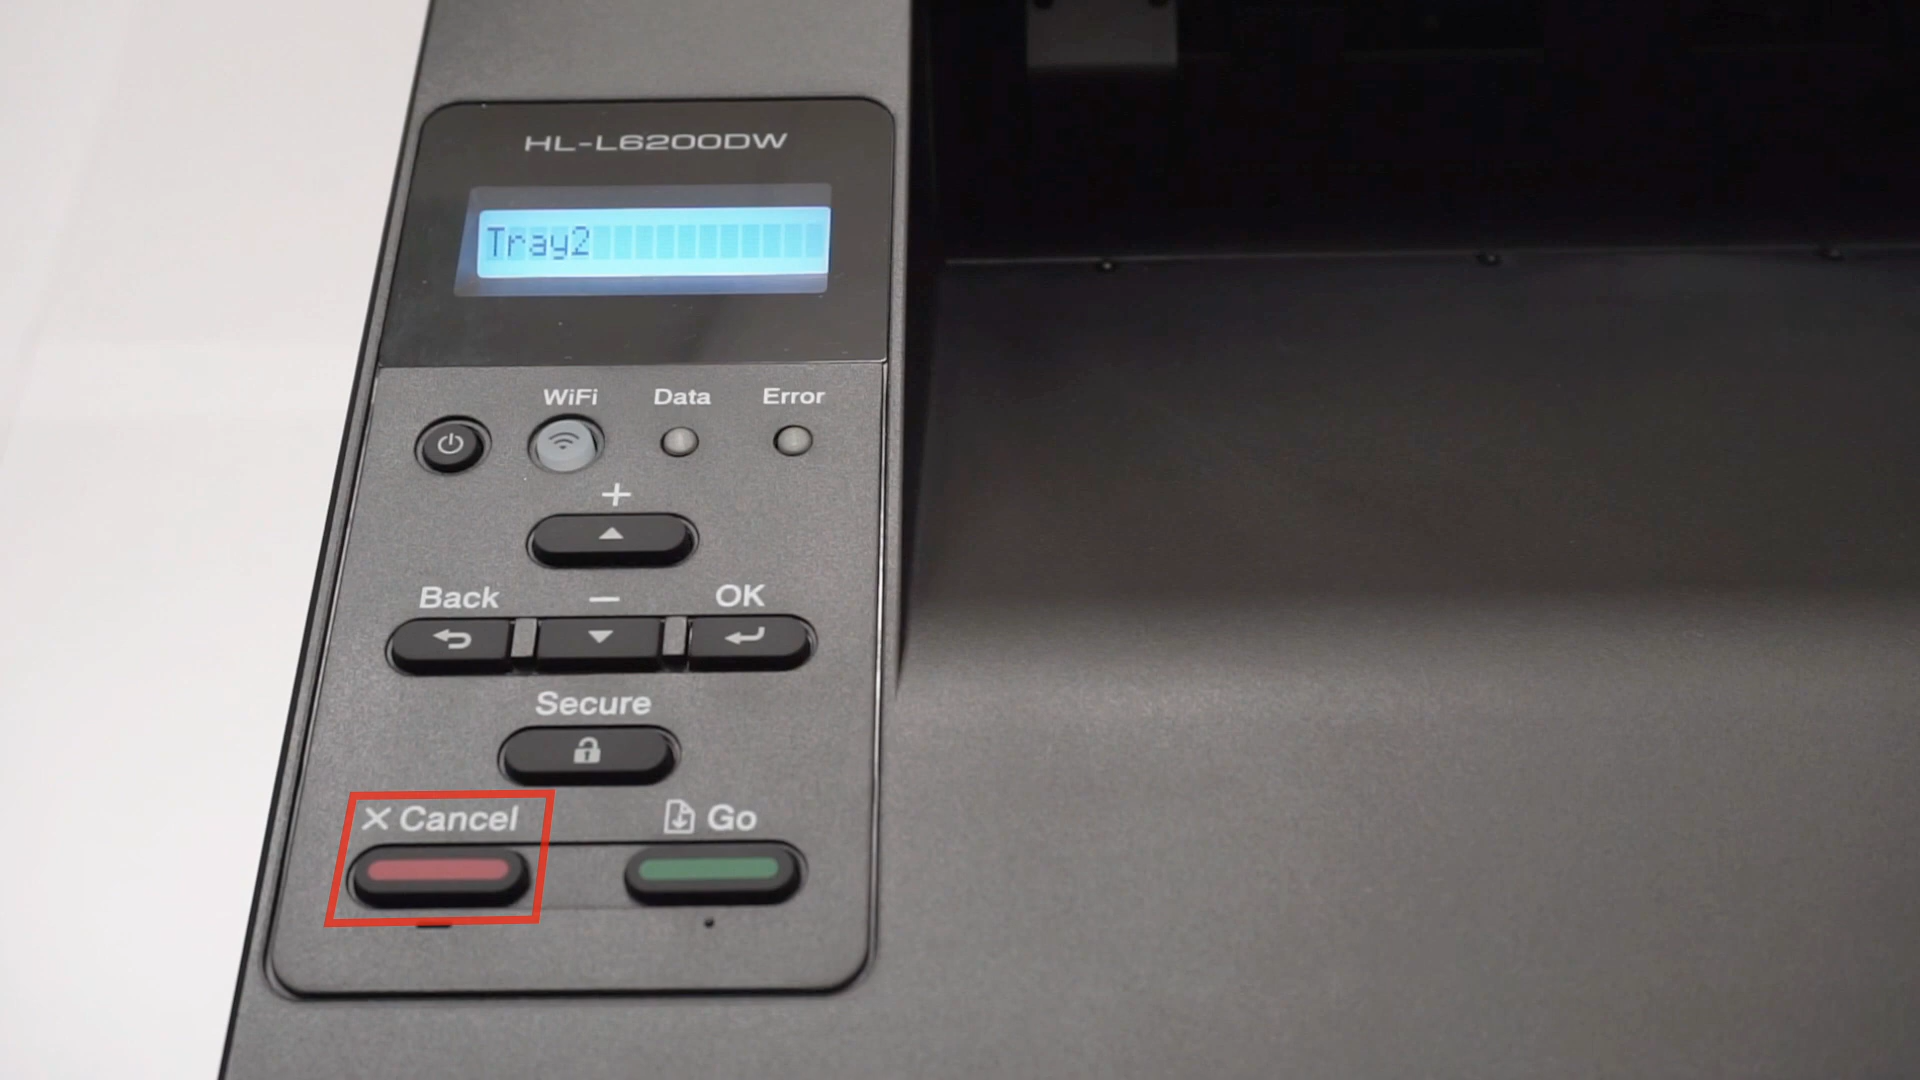 HL-L6200DW
Tray2
WiFi Data Error
+
Back — OK
Secure
X Cancel Go